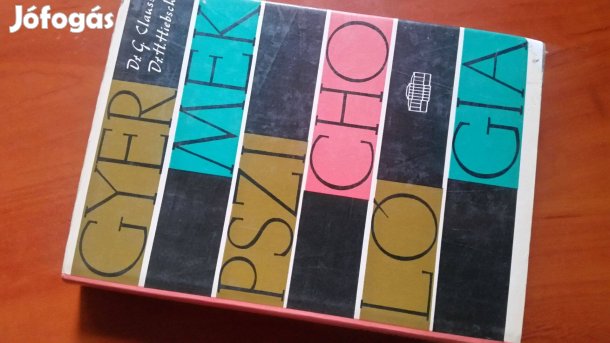 Jófogás
Dr. G. Clauss
Dr. H. Hiebsch
GYER
MEK
PSZI
CHO
LÓ
GIA